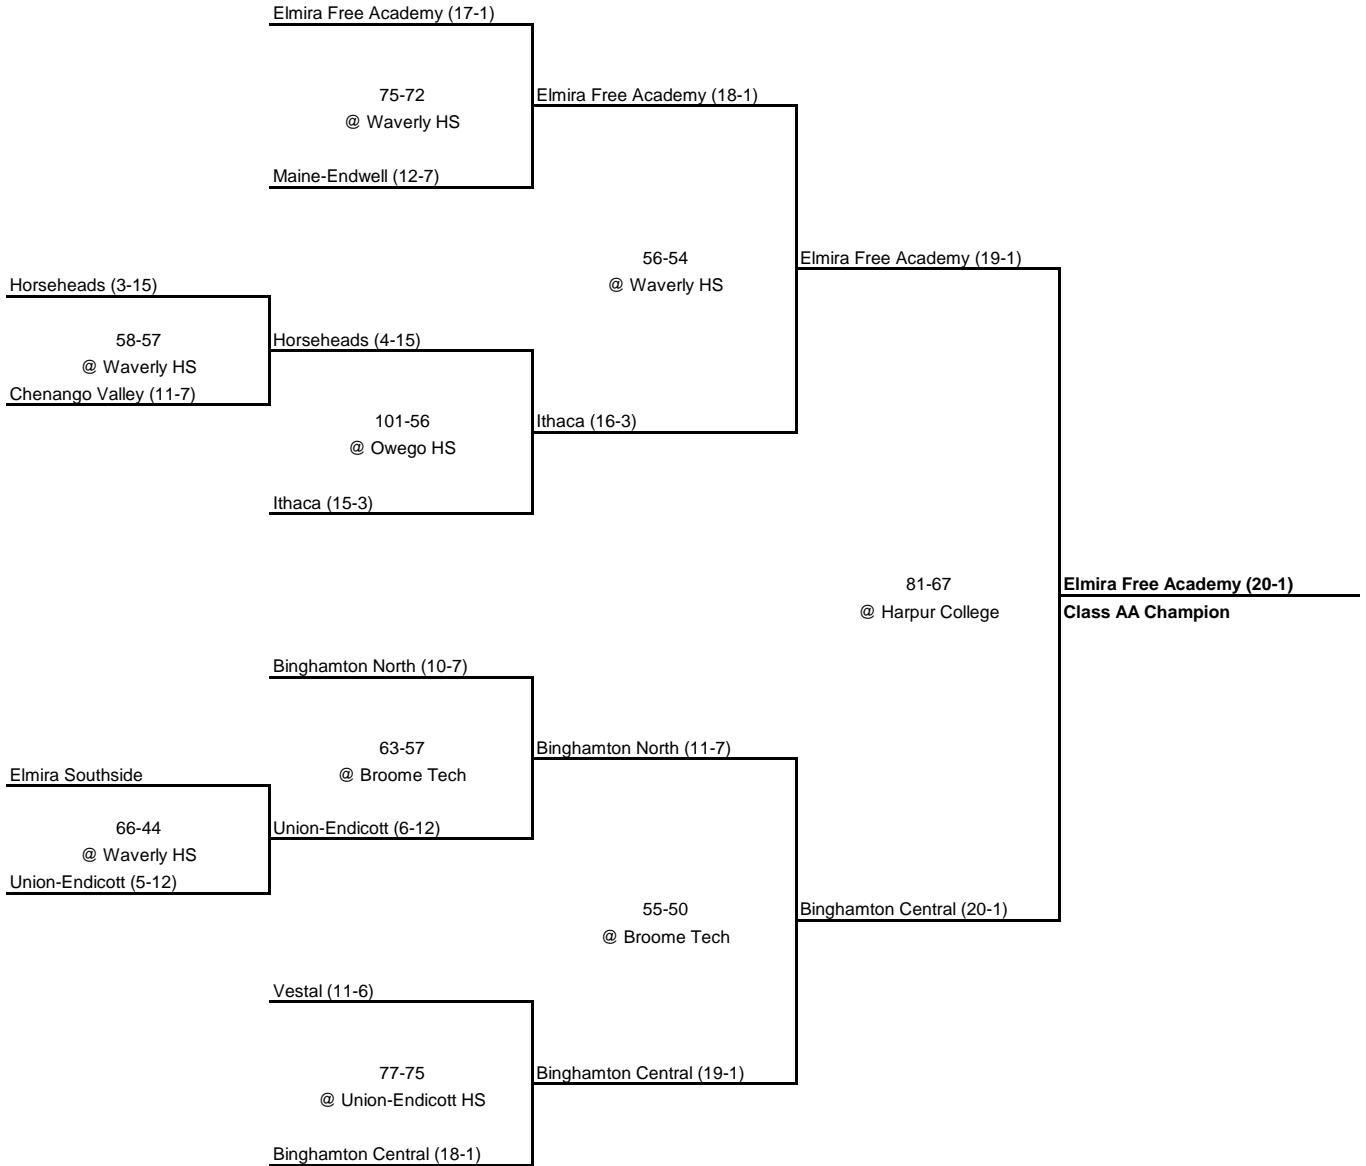 Elmira Free Academy (17-1)
75-72
@ Waverly HS
Elmira Free Academy (18-1)
Maine-Endwell (12-7)
56-54
@ Waverly HS
Elmira Free Academy (19-1)
Horseheads (3-15)
58-57
@ Waverly HS
Horseheads (4-15)
Chenango Valley (11-7)
101-56
@ Owego HS
Ithaca (16-3)
Ithaca (15-3)
81-67
@ Harpur College
Elmira Free Academy (20-1)
Class AA Champion
Binghamton North (10-7)
63-57
@ Broome Tech
Binghamton North (11-7)
Elmira Southside
66-44
@ Waverly HS
Union-Endicott (6-12)
Union-Endicott (5-12)
55-50
@ Broome Tech
Binghamton Central (20-1)
Vestal (11-6)
77-75
@ Union-Endicott HS
Binghamton Central (19-1)
Binghamton Central (18-1)